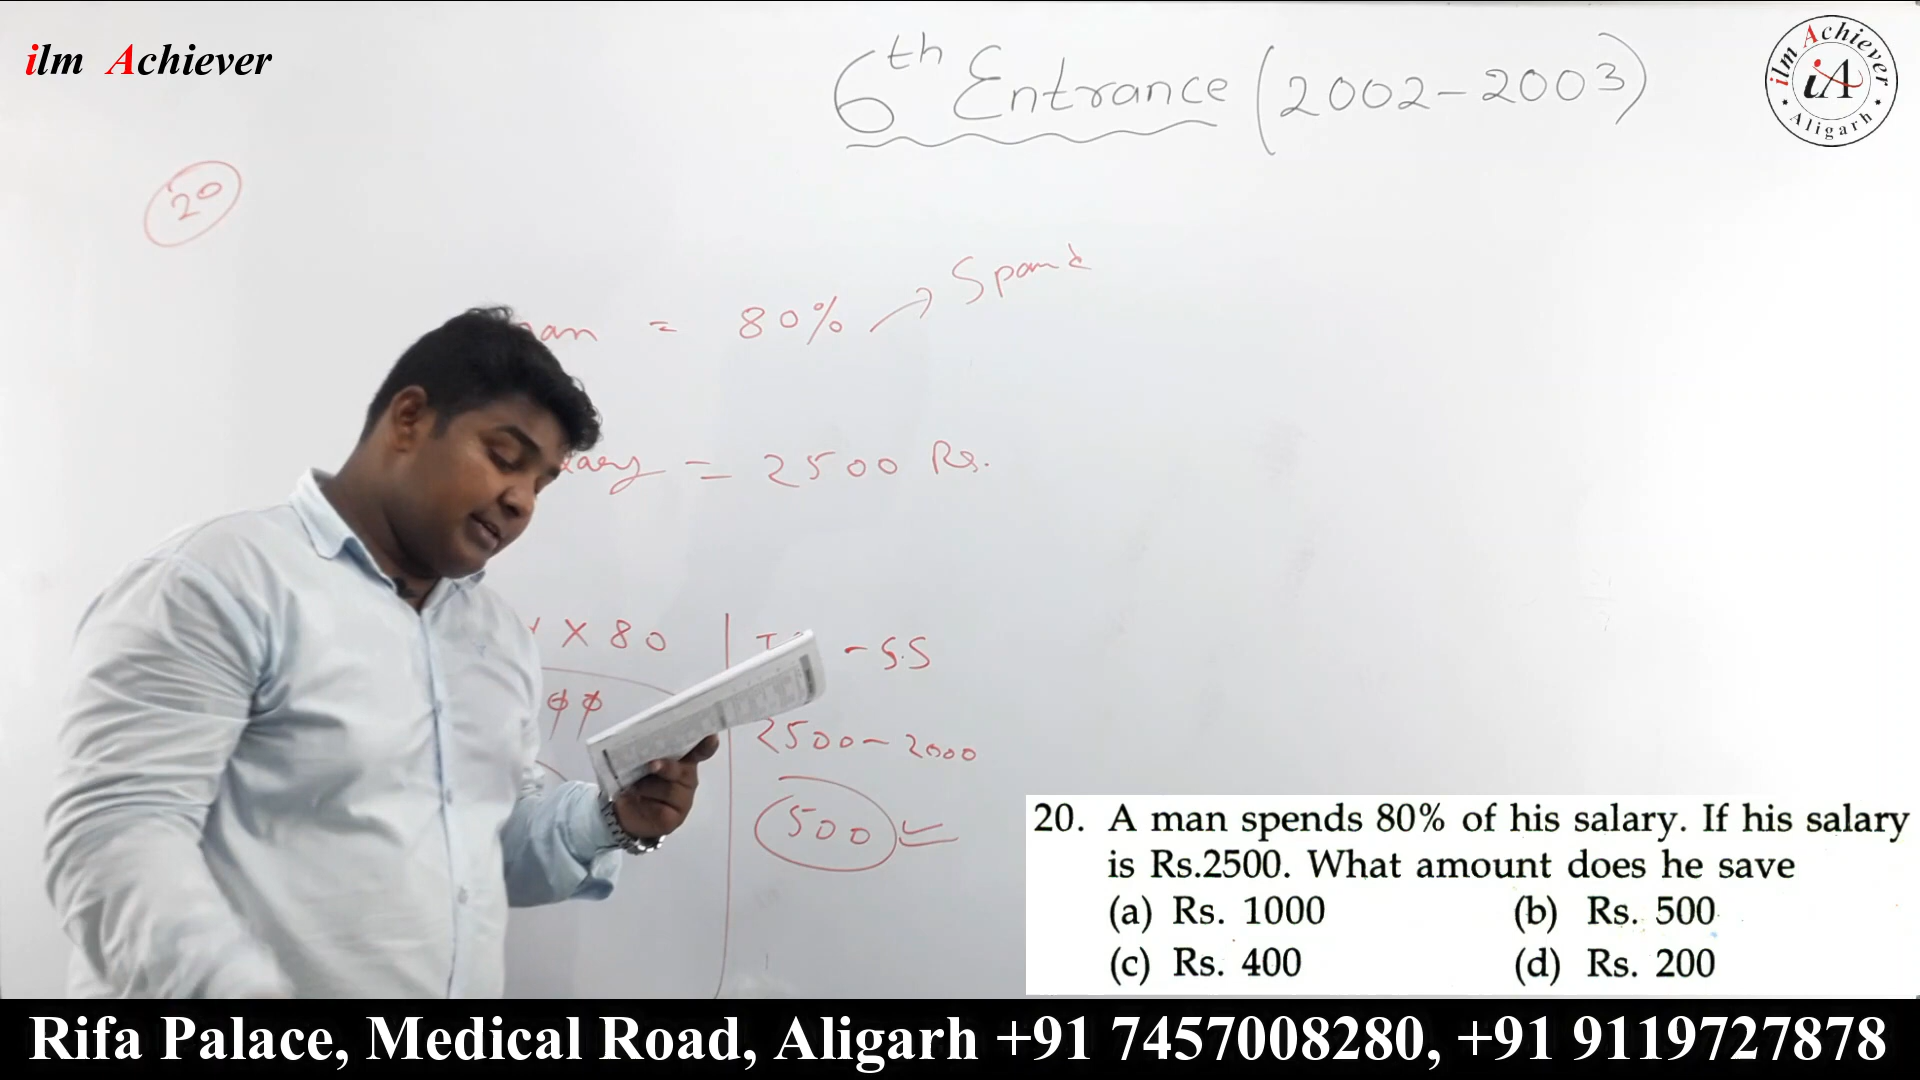 ilm Achiever
6th Entrance (2002-2003)
ilm Achiever
iA
Aligarh
20
= 80% → Spend
= 2500 Rs.
× 80
- S.S
2500 - 2000
500
20. A man spends 80% of his salary. If his salary
is Rs.2500. What amount does he save
(a) Rs. 1000 (b) Rs. 500
(c) Rs. 400 (d) Rs. 200
Rifa Palace, Medical Road, Aligarh +91 7457008280, +91 9119727878